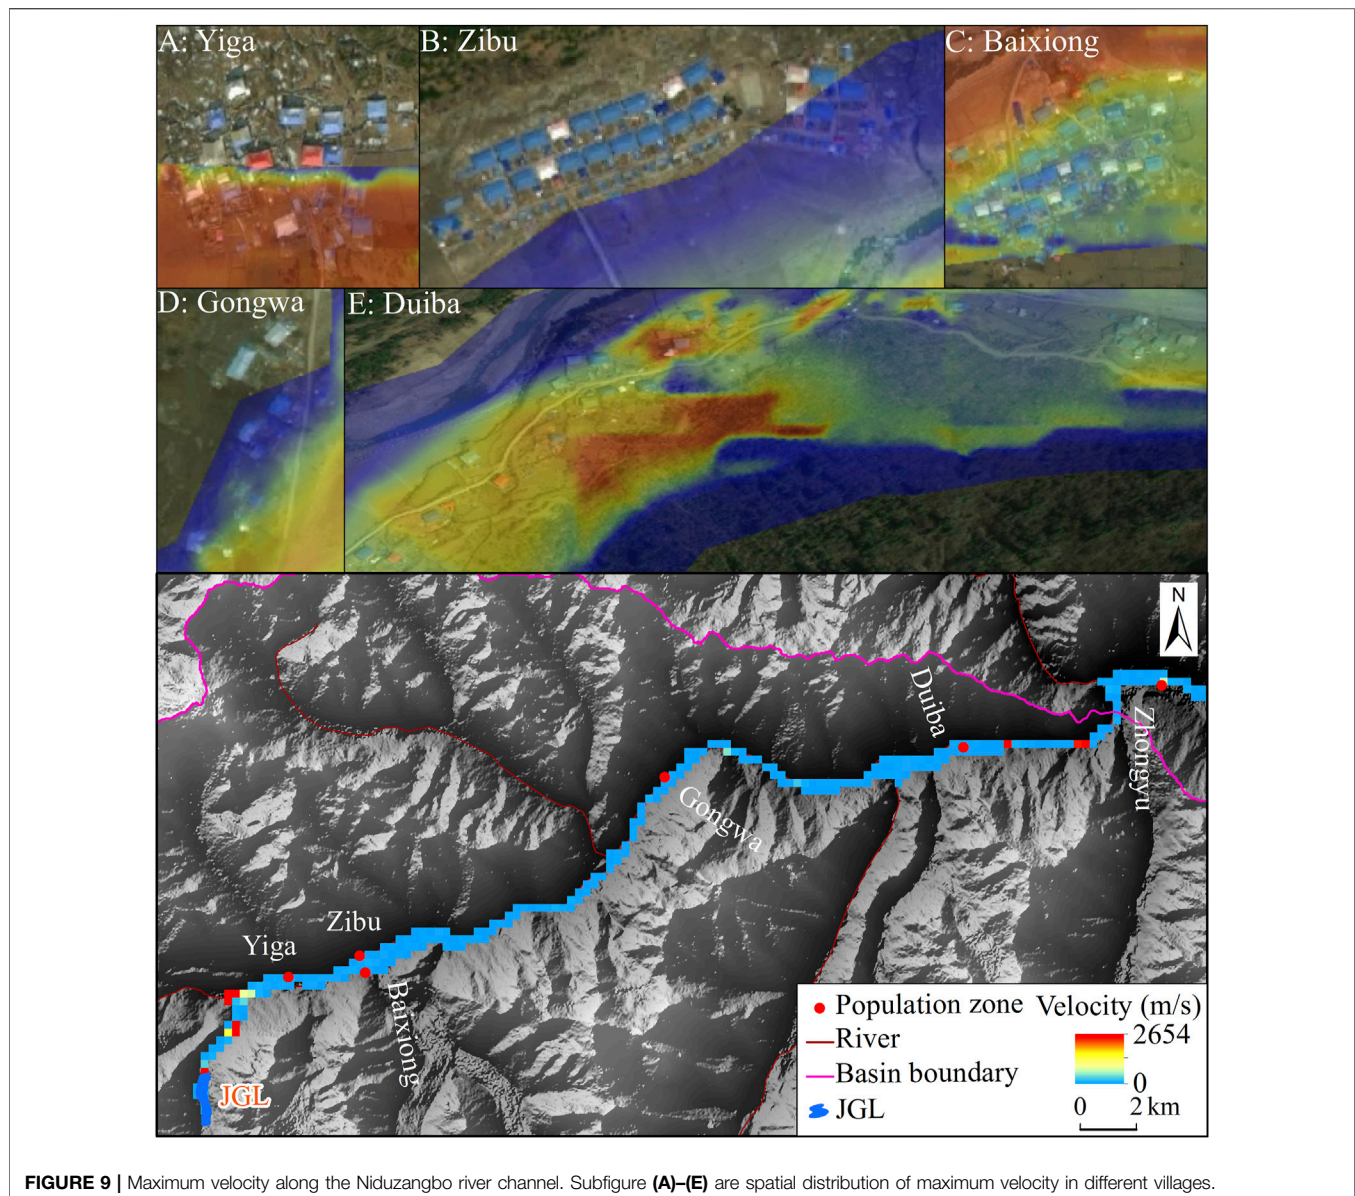 A: Yiga
B: Zibu
C: Baixiong
D: Gongwa
E: Duiba
N
Duiba
Zhongyu
Gongwa
Zibu
Yiga
Baixiong
JGL
Population zone
River
Basin boundary
JGL
Velocity (m/s)
2654
0
0 2 km
FIGURE 9 | Maximum velocity along the Niduzangbo river channel. Subfigure (A)–(E) are spatial distribution of maximum velocity in different villages.